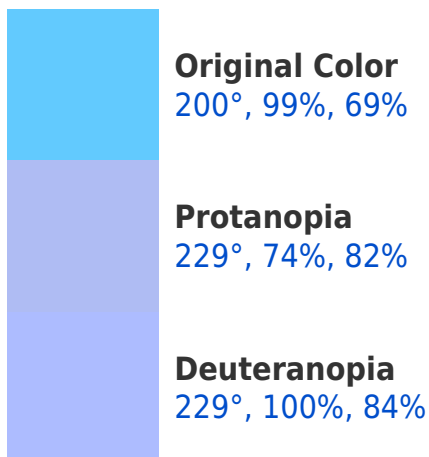 Original Color
200°, 99%, 69%
Protanopia
229°, 74%, 82%
Deuteranopia
229°, 100%, 84%